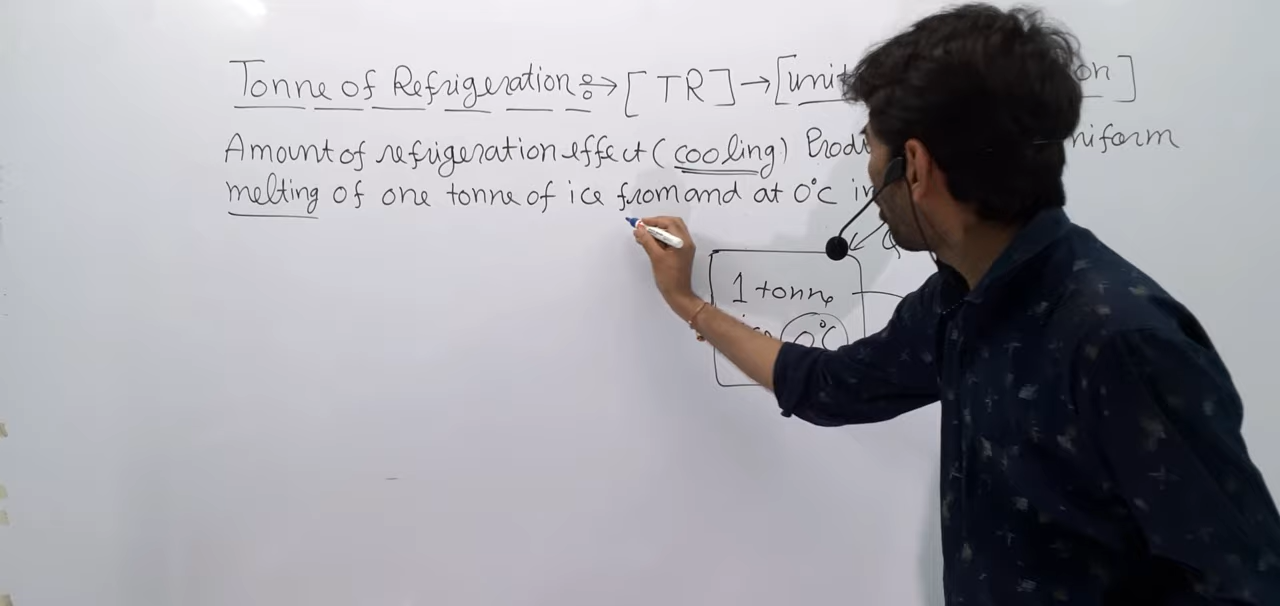 Tonne of Refrigeration :→ [TR] → [unit
Amount of refrigeration effect (cooling)
melting of one tonne of ice from and at 0°C in
1 tonne
0°C